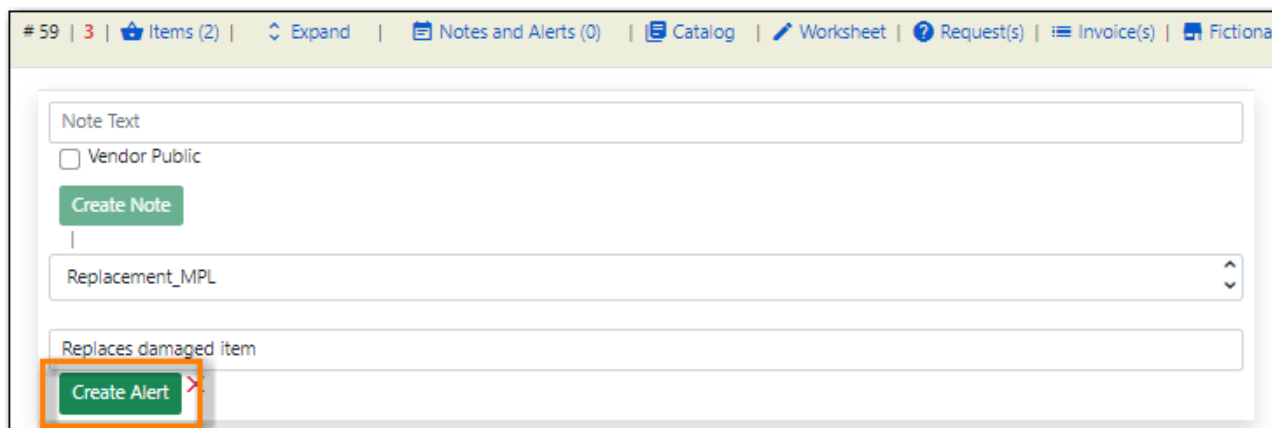 # 59 | 3 | Items (2) | Expand | Notes and Alerts (0) | Catalog | Worksheet | Request(s) | Invoice(s) | Fictiona
Note Text
Vendor Public
Create Note
|
Replacement_MPL
Replaces damaged item
Create Alert